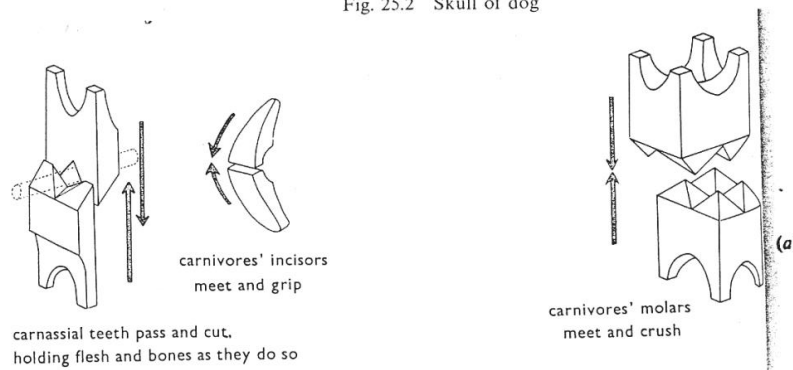 Fig. 25.2 Skull of dog
carnivores' incisors
meet and grip
carnassial teeth pass and cut,
holding flesh and bones as they do so
carnivores' molars
meet and crush
(a